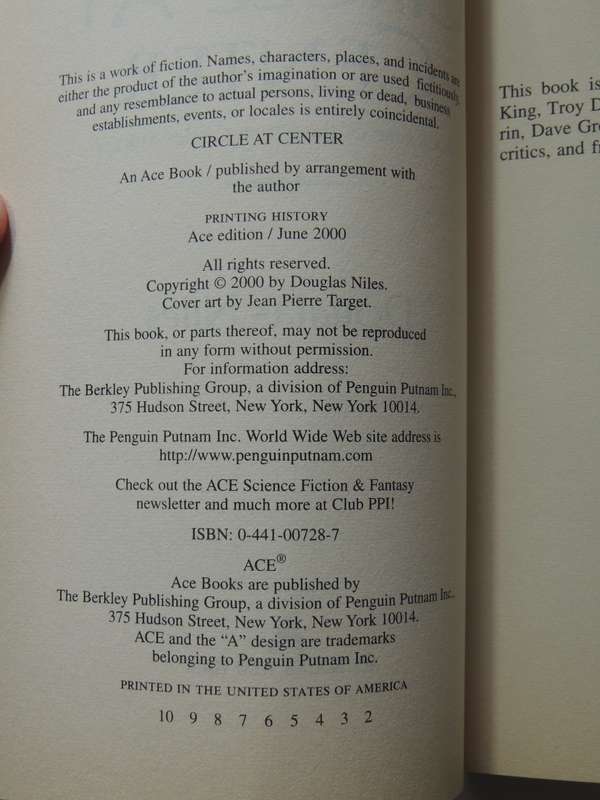 This is a work of fiction. Names, characters, places, and incidents are
either the product of the author's imagination or are used fictitiously,
and any resemblance to actual persons, living or dead, business
establishments, events, or locales is entirely coincidental.
CIRCLE AT CENTER
An Ace Book / published by arrangement with
the author
PRINTING HISTORY
Ace edition / June 2000
All rights reserved.
Copyright © 2000 by Douglas Niles.
Cover art by Jean Pierre Target.
This book, or parts thereof, may not be reproduced
in any form without permission.
For information address:
The Berkley Publishing Group, a division of Penguin Putnam Inc.,
375 Hudson Street, New York, New York 10014.
The Penguin Putnam Inc. World Wide Web site address is
http://www.penguinputnam.com
Check out the ACE Science Fiction & Fantasy
newsletter and much more at Club PPI!
ISBN: 0-441-00728-7
ACE®
Ace Books are published by
The Berkley Publishing Group, a division of Penguin Putnam Inc.,
375 Hudson Street, New York, New York 10014.
ACE and the “A” design are trademarks
belonging to Penguin Putnam Inc.
PRINTED IN THE UNITED STATES OF AMERICA
10 9 8 7 6 5 4 3 2
This book is
King, Troy D
rin, Dave Gr
critics, and f